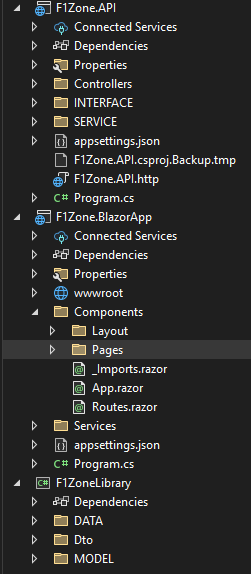 F1Zone.API
Connected Services
Dependencies
Properties
Controllers
INTERFACE
SERVICE
appsettings.json
F1Zone.API.csproj.Backup.tmp
F1Zone.API.http
C# Program.cs
F1Zone.BlazorApp
Connected Services
Dependencies
Properties
wwwroot
Components
Layout
Pages
_Imports.razor
App.razor
Routes.razor
Services
appsettings.json
C# Program.cs
C# F1ZoneLibrary
Dependencies
DATA
Dto
MODEL